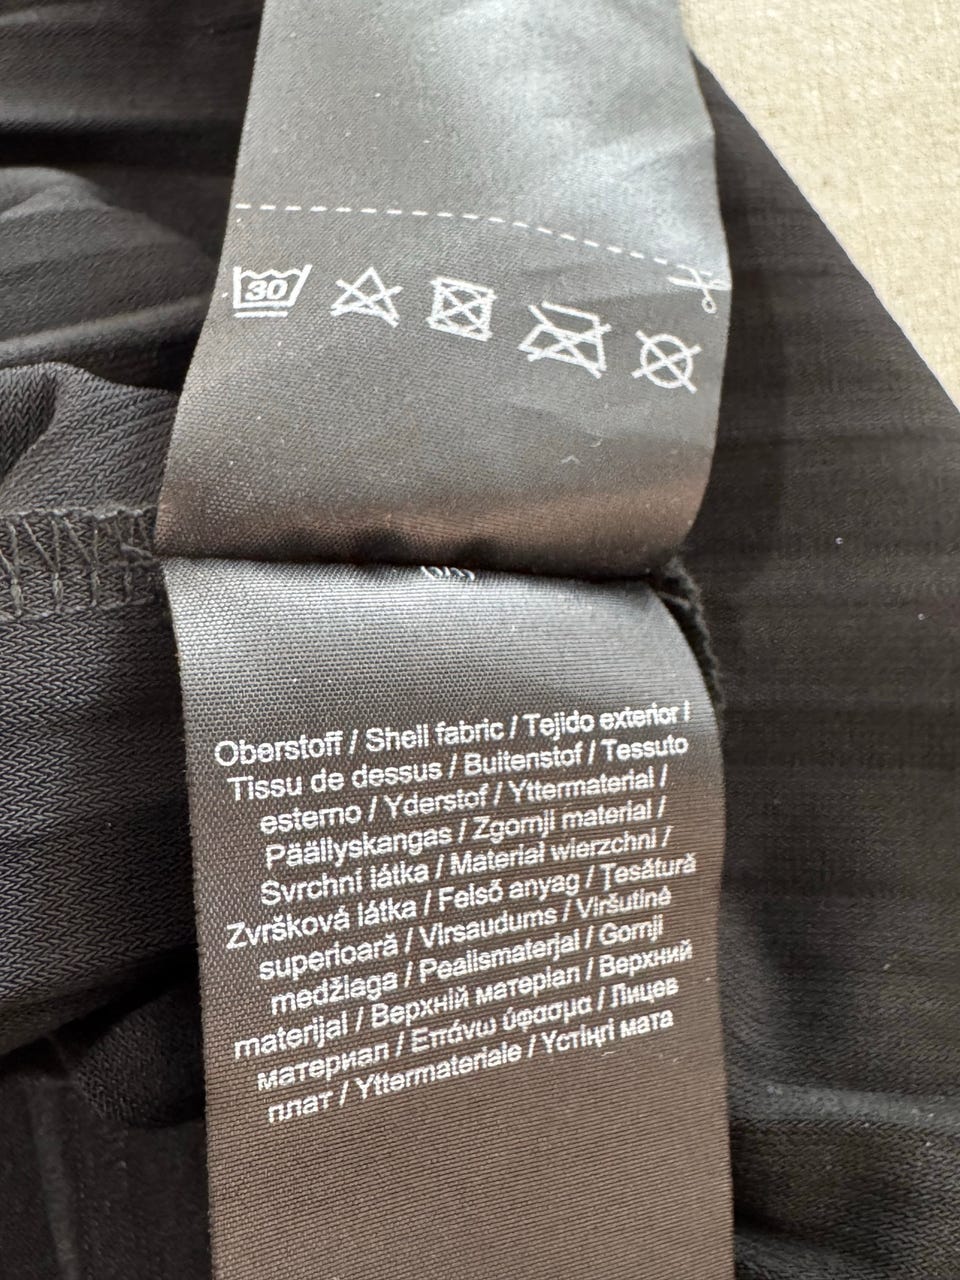 30
Oberstoff / Shell fabric / Tejido exterior /
Tissu de dessus / Buitenstof / Tessuto
esterno / Yderstof / Yttermaterial /
Päällyskangas / Zgornji material /
Svrchní látka / Materiał wierzchni /
Zvršková látka / Felső anyag / Țesătură
superioară / Virsaudums / Viršutinė
medžiaga / Pealismaterjal / Gornji
materijal / Верхній матеріал / Верхний
материал / Επάνω ύφασμα / Лицев
плат / Yttermateriale / Үстіңгі мата